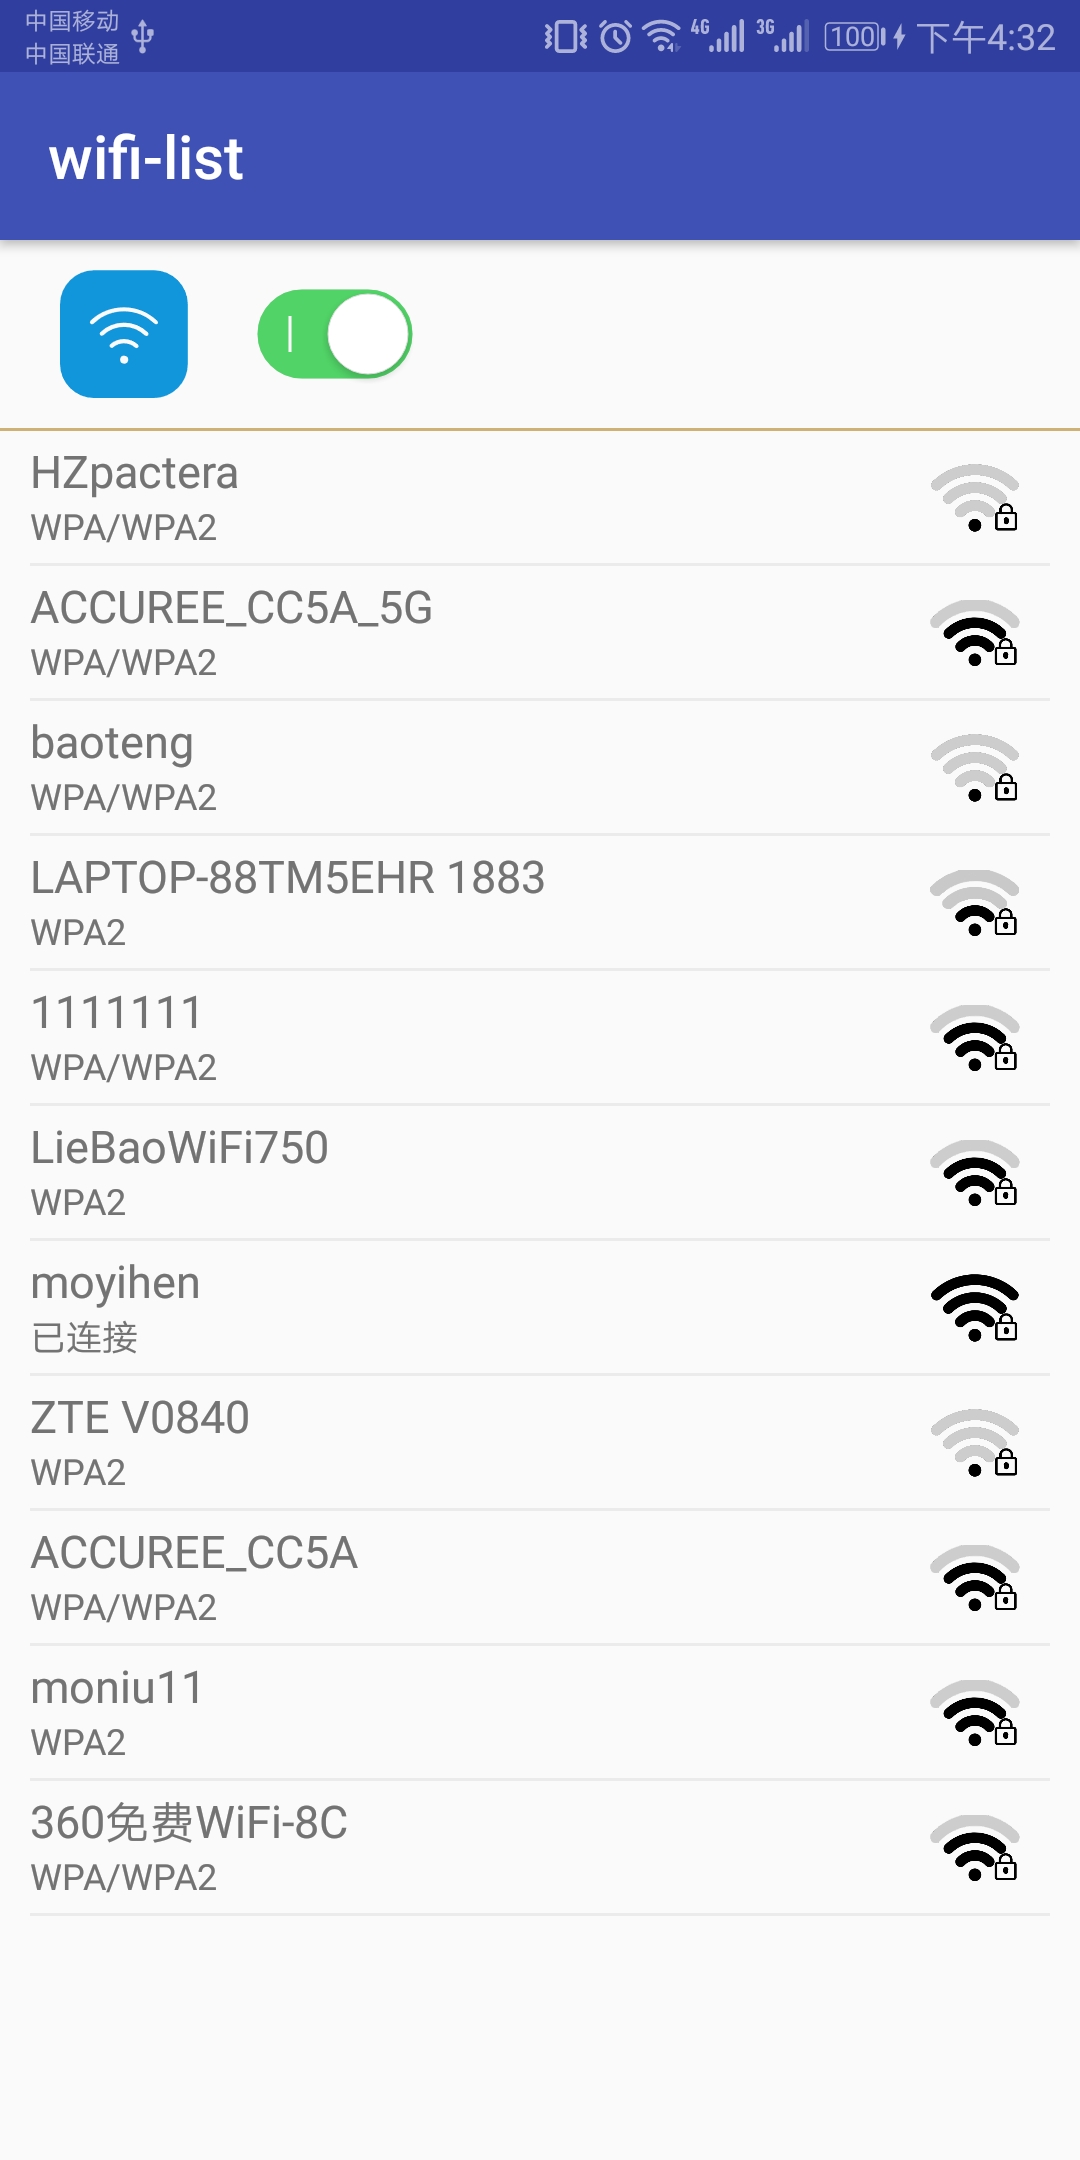 中国移动
中国联通
4G 3G 100 下午4:32
wifi-list
HZpactera
WPA/WPA2
ACCUREE_CC5A_5G
WPA/WPA2
baoteng
WPA/WPA2
LAPTOP-88TM5EHR 1883
WPA2
1111111
WPA/WPA2
LieBaoWiFi750
WPA2
moyihen
已连接
ZTE V0840
WPA2
ACCUREE_CC5A
WPA/WPA2
moniu11
WPA2
360免费WiFi-8C
WPA/WPA2